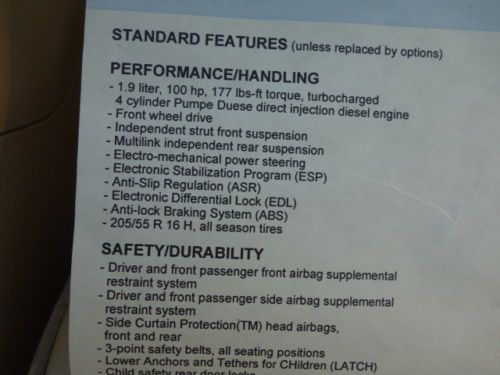 STANDARD FEATURES (unless replaced by options)
PERFORMANCE/HANDLING
- 1.9 liter, 100 hp, 177 lbs-ft torque, turbocharged
4 cylinder Pumpe Duese direct injection diesel engine
- Front wheel drive
- Independent strut front suspension
- Multilink independent rear suspension
- Electro-mechanical power steering
- Electronic Stabilization Program (ESP)
- Anti-Slip Regulation (ASR)
- Electronic Differential Lock (EDL)
- Anti-lock Braking System (ABS)
- 205/55 R 16 H, all season tires
SAFETY/DURABILITY
- Driver and front passenger front airbag supplemental
restraint system
- Driver and front passenger side airbag supplemental
restraint system
- Side Curtain Protection(TM) head airbags,
front and rear
- 3-point safety belts, all seating positions
- Lower Anchors and Tethers for CHildren (LATCH)
- Child safety rear door locks